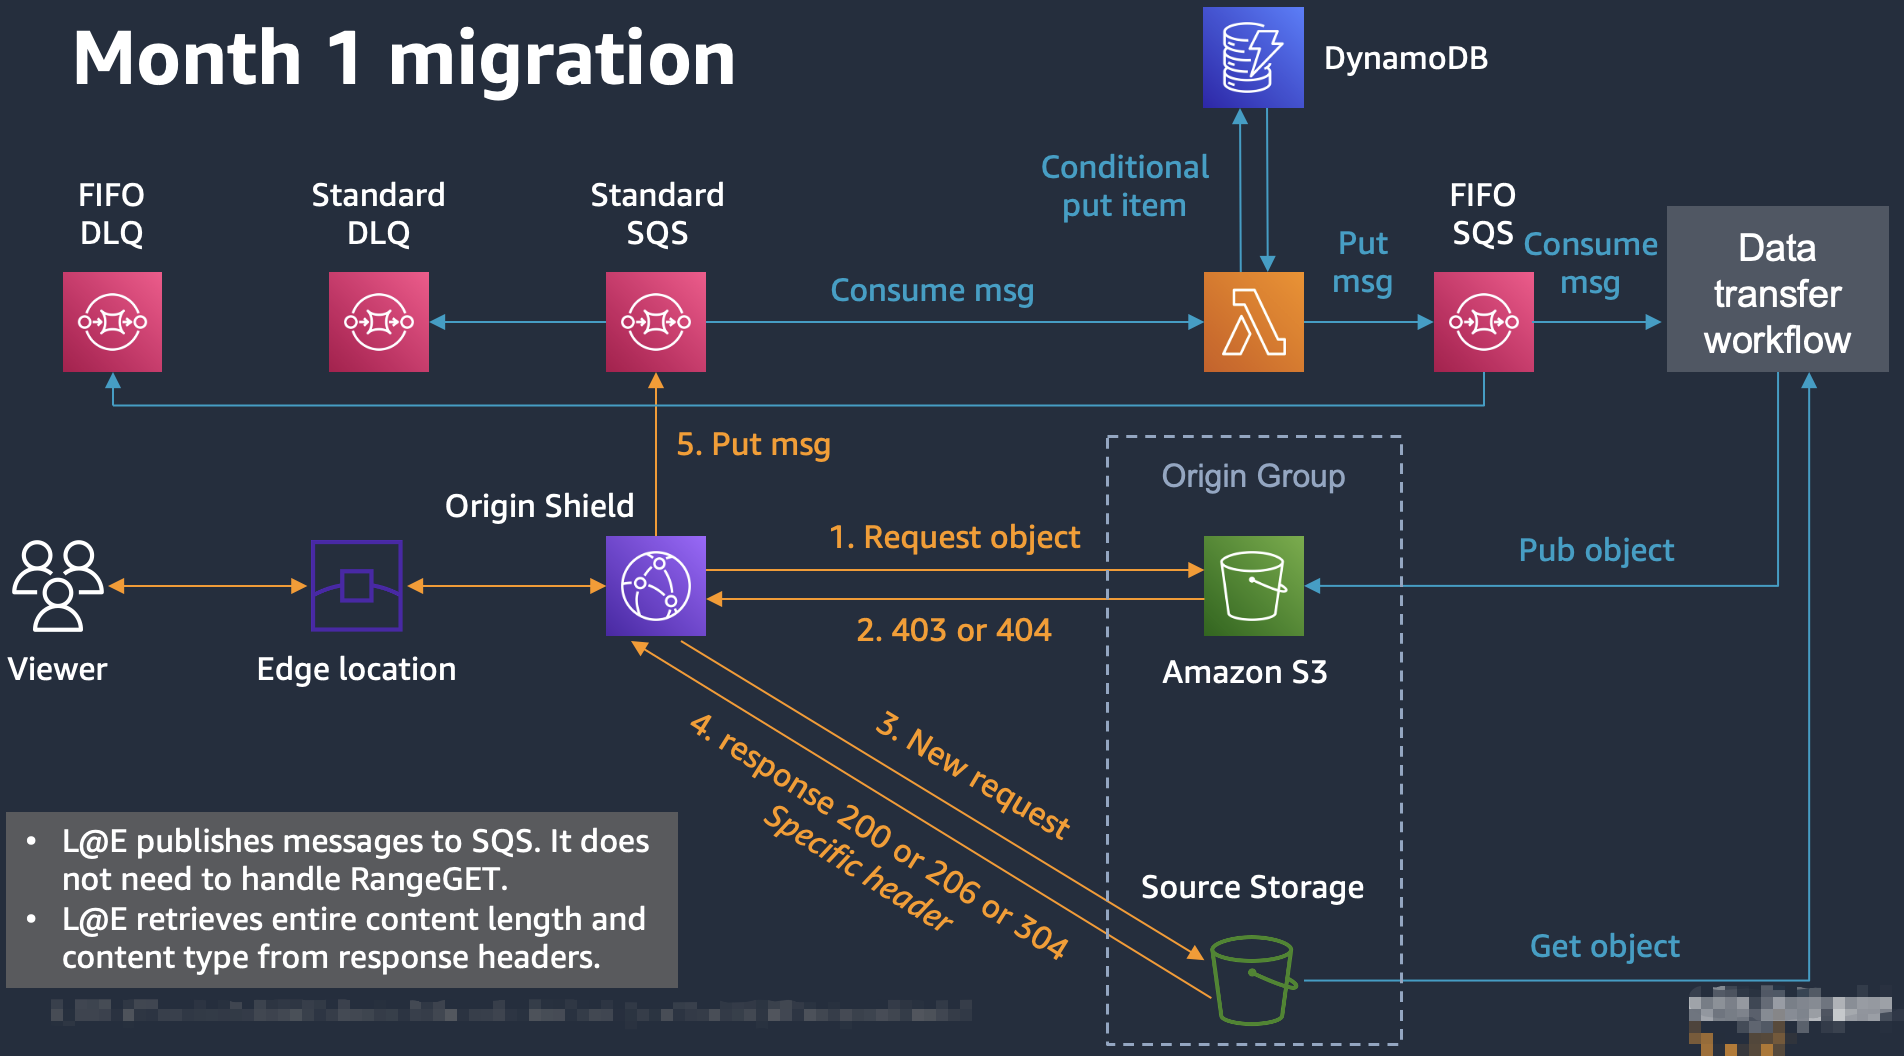 Month 1 migration
DynamoDB
Conditional
put item
FIFO
DLQ
Standard
DLQ
Standard
SQS
Consume msg
Put
msg
FIFO
SQS
Consume
msg
Data
transfer
workflow
5. Put msg
Origin Group
Origin Shield
1. Request object
2. 403 or 404
Pub object
Viewer
Edge location
Amazon S3
3. New request
4. response 200 or 206 or 304
Specific header
Source Storage
Get object
• L@E publishes messages to SQS. It does
not need to handle RangeGET.
• L@E retrieves entire content length and
content type from response headers.